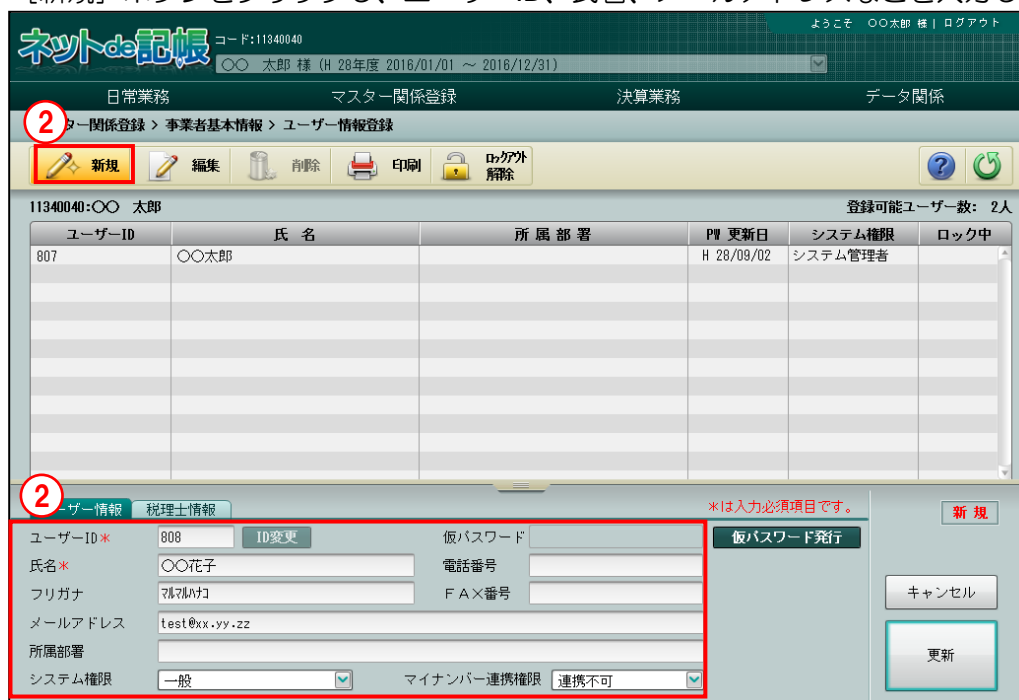 ようこそ ○○太郎 様 | ログアウト
ネットde記帳 コード:11340040
○○ 太郎 様 (H 28年度 2016/01/01 ～ 2016/12/31)
日常業務 マスター関係登録 決算業務 データ関係
2 ター関係登録 > 事業者基本情報 > ユーザー情報登録
新規 編集 削除 印刷 ロックアウト解除
11340040:○○ 太郎 登録可能ユーザー数: 2人
ユーザーID 氏 名 所 属 部 署 PW 更新日 システム権限 ロック中
807 ○○太郎 H 28/09/02 システム管理者
2 ーザー情報 税理士情報 *は入力必須項目です。 新 規
ユーザーID* 808 ID変更 仮パスワード 仮パスワード発行
氏名* ○○花子 電話番号
フリガナ ﾏﾙﾏﾙﾊﾅｺ FAX番号 キャンセル
メールアドレス test@xx.yy.zz
所属部署 更新
システム権限 一般 マイナンバー連携権限 連携不可